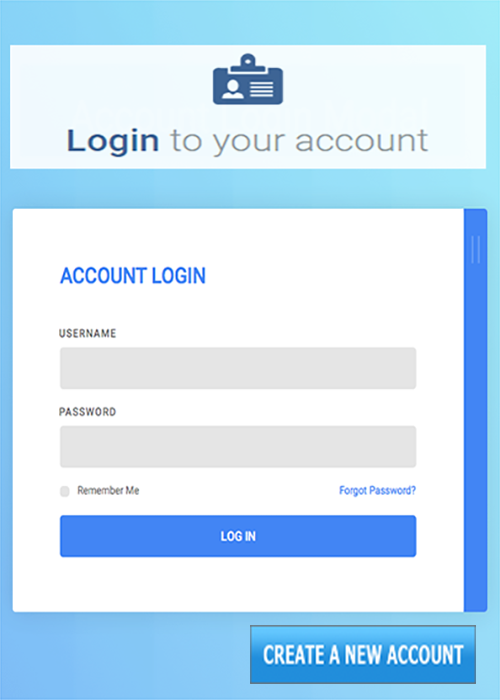 Login to your account
ACCOUNT LOGIN
USERNAME
PASSWORD
Remember Me
Forgot Password?
LOG IN
CREATE A NEW ACCOUNT